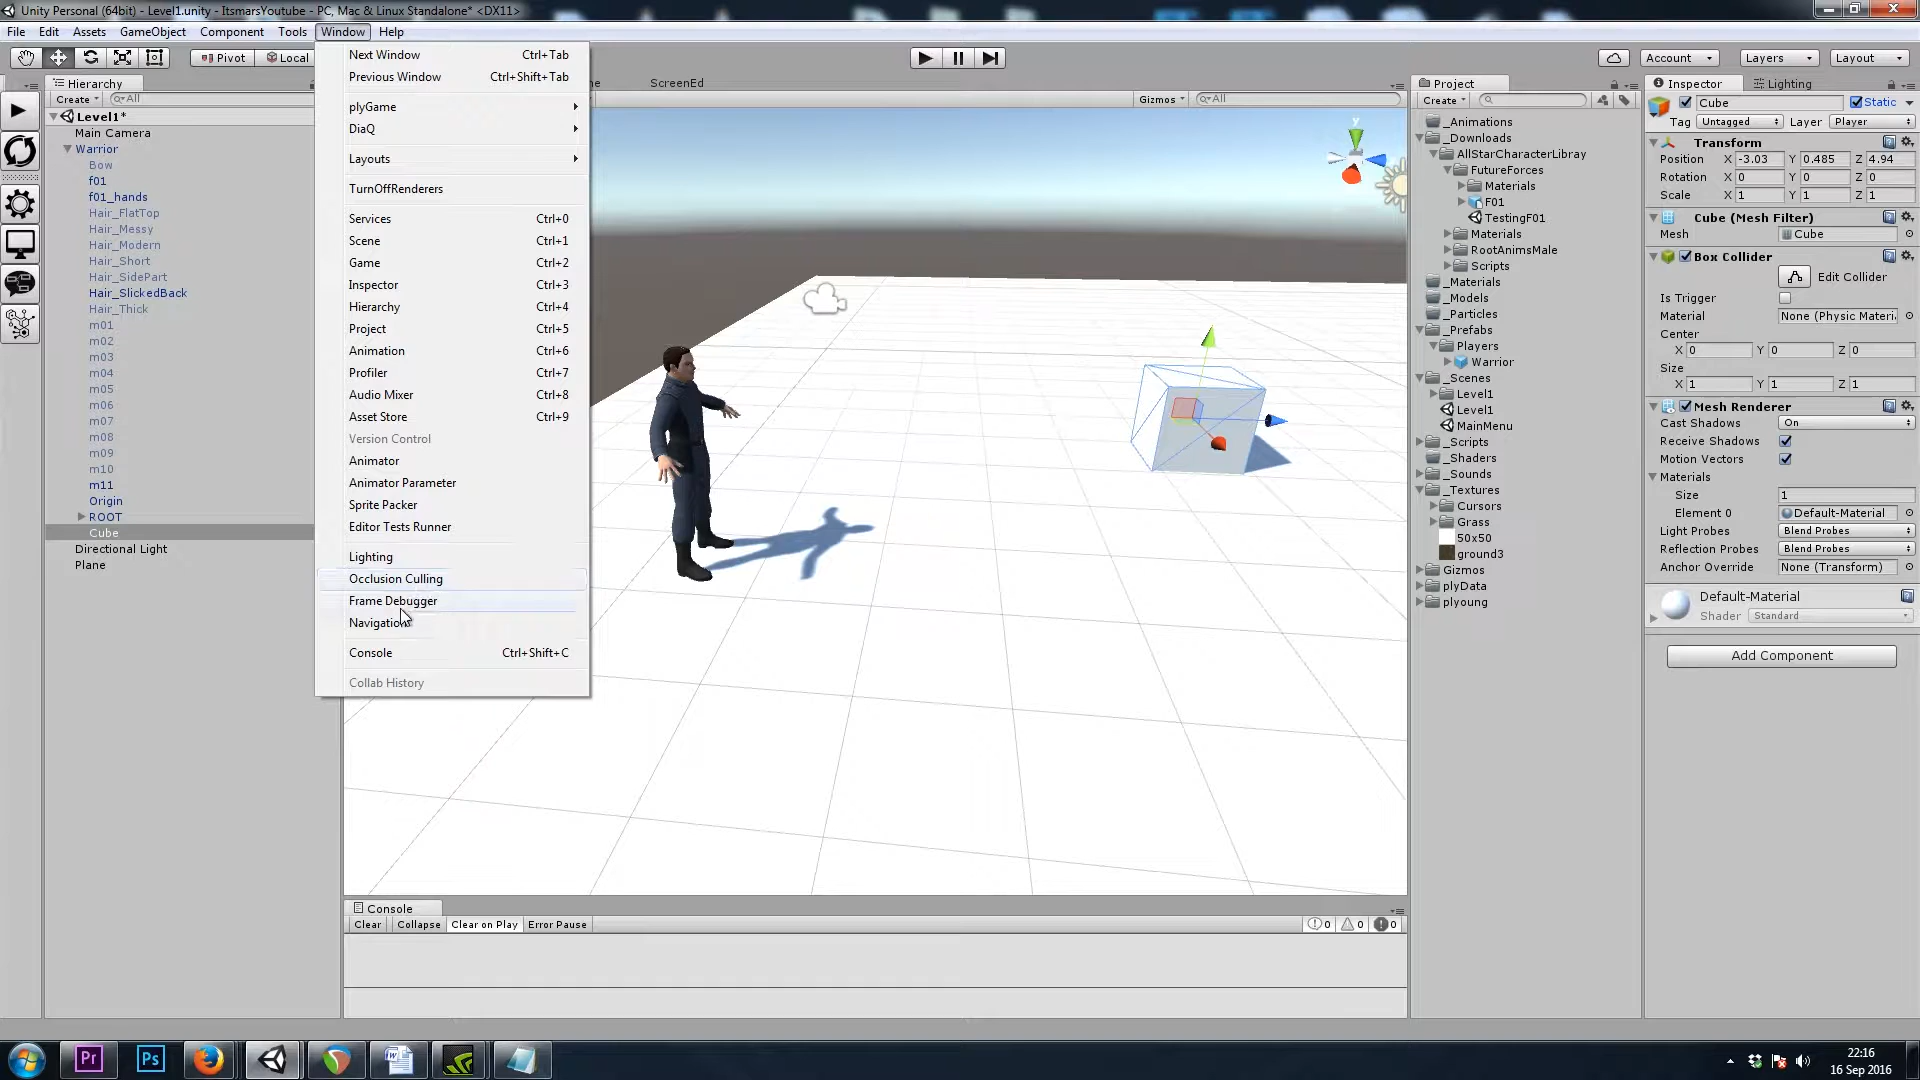 Unity Personal (64bit) - Level1.unity - ItsmarsYoutube - PC, Mac & Linux Standalone* <DX11>
File Edit Assets GameObject Component Tools Window Help
Pivot Local
Account Layers Layout
Hierarchy
Create All
Level1*
Main Camera
Warrior
Bow
f01
f01_hands
Hair_FlatTop
Hair_Messy
Hair_Modern
Hair_Short
Hair_SidePart
Hair_SlickedBack
Hair_Thick
m01
m02
m03
m04
m05
m06
m07
m08
m09
m10
m11
Origin
ROOT
Cube
Directional Light
Plane
Next Window Ctrl+Tab
Previous Window Ctrl+Shift+Tab
plyGame
DiaQ
Layouts
TurnOffRenderers
Services Ctrl+0
Scene Ctrl+1
Game Ctrl+2
Inspector Ctrl+3
Hierarchy Ctrl+4
Project Ctrl+5
Animation Ctrl+6
Profiler Ctrl+7
Audio Mixer Ctrl+8
Asset Store Ctrl+9
Version Control
Animator
Animator Parameter
Sprite Packer
Editor Tests Runner
Lighting
Occlusion Culling
Frame Debugger
Navigation
Console Ctrl+Shift+C
Collab History
ScreenEd
Gizmos All
y
Console
Clear Collapse Clear on Play Error Pause
0 0 0
Project
Create
_Animations
_Downloads
AllStarCharacterLibray
FutureForces
Materials
F01
TestingF01
Materials
RootAnimsMale
Scripts
_Materials
_Models
_Particles
_Prefabs
Players
Warrior
_Scenes
Level1
Level1
MainMenu
_Scripts
_Shaders
_Sounds
_Textures
Cursors
Grass
50x50
ground3
Gizmos
plyData
plyoung
Inspector Lighting
Cube Static
Tag Untagged Layer Player
Transform
Position X -3.03 Y 0.485 Z 4.94
Rotation X 0 Y 0 Z 0
Scale X 1 Y 1 Z 1
Cube (Mesh Filter)
Mesh Cube
Box Collider
Edit Collider
Is Trigger
Material None (Physic Materi
Center
X 0 Y 0 Z 0
Size
X 1 Y 1 Z 1
Mesh Renderer
Cast Shadows On
Receive Shadows
Motion Vectors
Materials
Size 1
Element 0 Default-Material
Light Probes Blend Probes
Reflection Probes Blend Probes
Anchor Override None (Transform)
Default-Material
Shader Standard
Add Component
Pr Ps
22:16
16 Sep 2016